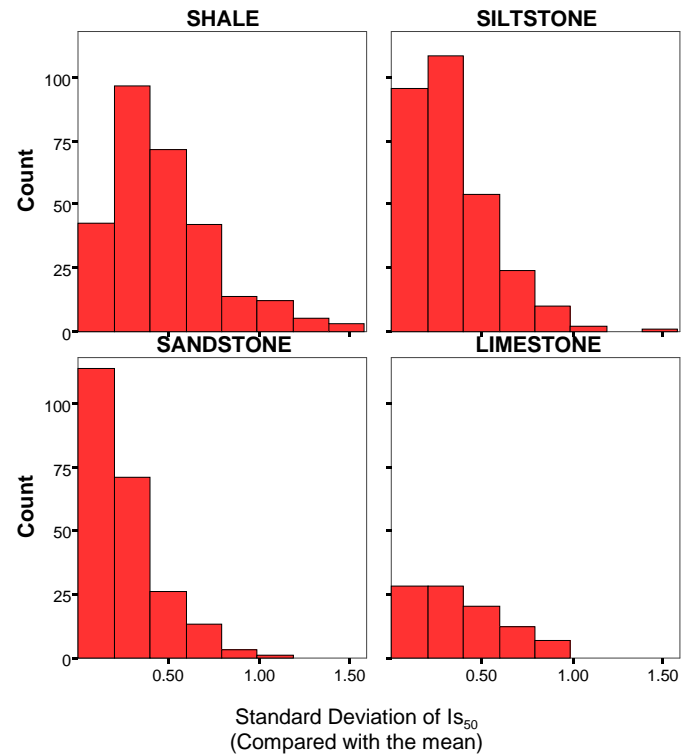 SHALE
SILTSTONE
100
75
50
25
0
Count
SANDSTONE
LIMESTONE
100
75
50
25
0
Count
0.50 1.00 1.50
0.50 1.00 1.50
Standard Deviation of Is50
(Compared with the mean)